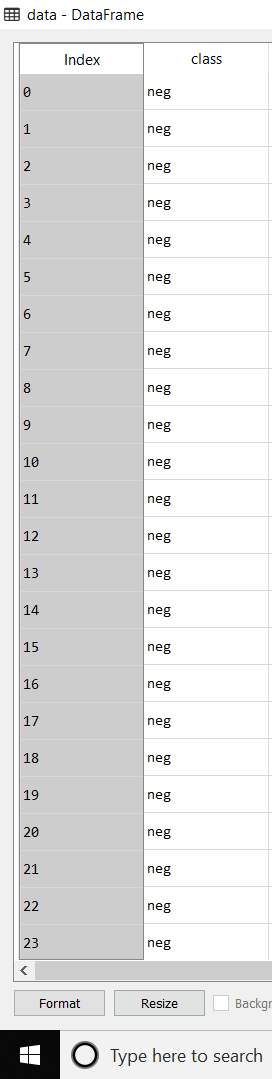 data - DataFrame
Index class
0 neg
1 neg
2 neg
3 neg
4 neg
5 neg
6 neg
7 neg
8 neg
9 neg
10 neg
11 neg
12 neg
13 neg
14 neg
15 neg
16 neg
17 neg
18 neg
19 neg
20 neg
21 neg
22 neg
23 neg
Format Resize Backgr
Type here to search